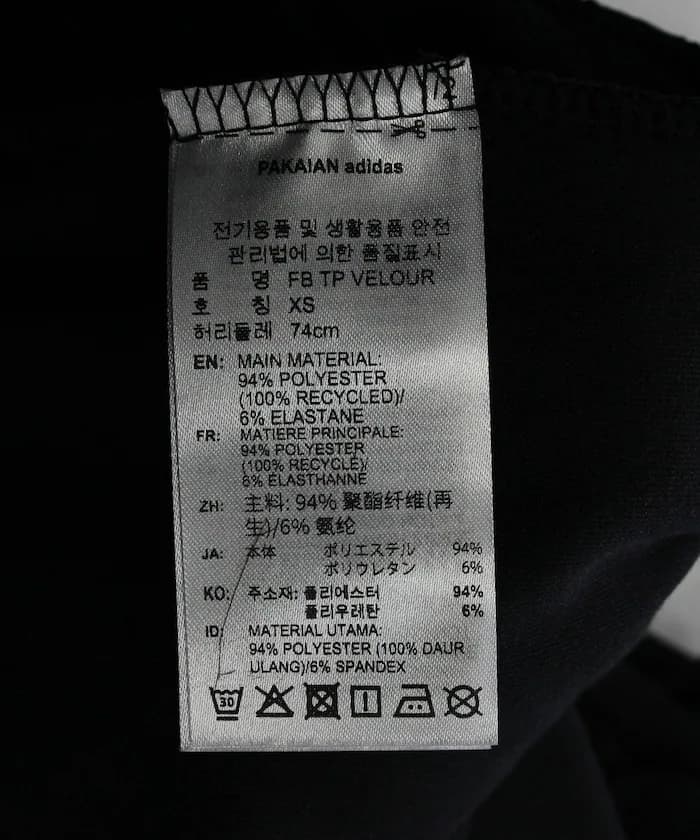 /2
PAKAIAN adidas
전기용품 및 생활용품 안전
관리법에 의한 품질표시
품 명 FB TP VELOUR
호 칭 XS
허리둘레 74cm
EN: MAIN MATERIAL:
94% POLYESTER
(100% RECYCLED)/
6% ELASTANE
FR: MATIERE PRINCIPALE:
94% POLYESTER
(100% RECYCLE)/
6% ELASTHANNE
ZH: 主料: 94% 聚酯纤维(再
生)/6% 氨纶
JA: 本体 ポリエステル 94%
ポリウレタン 6%
KO: 주소재: 폴리에스터 94%
폴리우레탄 6%
ID: MATERIAL UTAMA:
94% POLYESTER (100% DAUR
ULANG)/6% SPANDEX
30